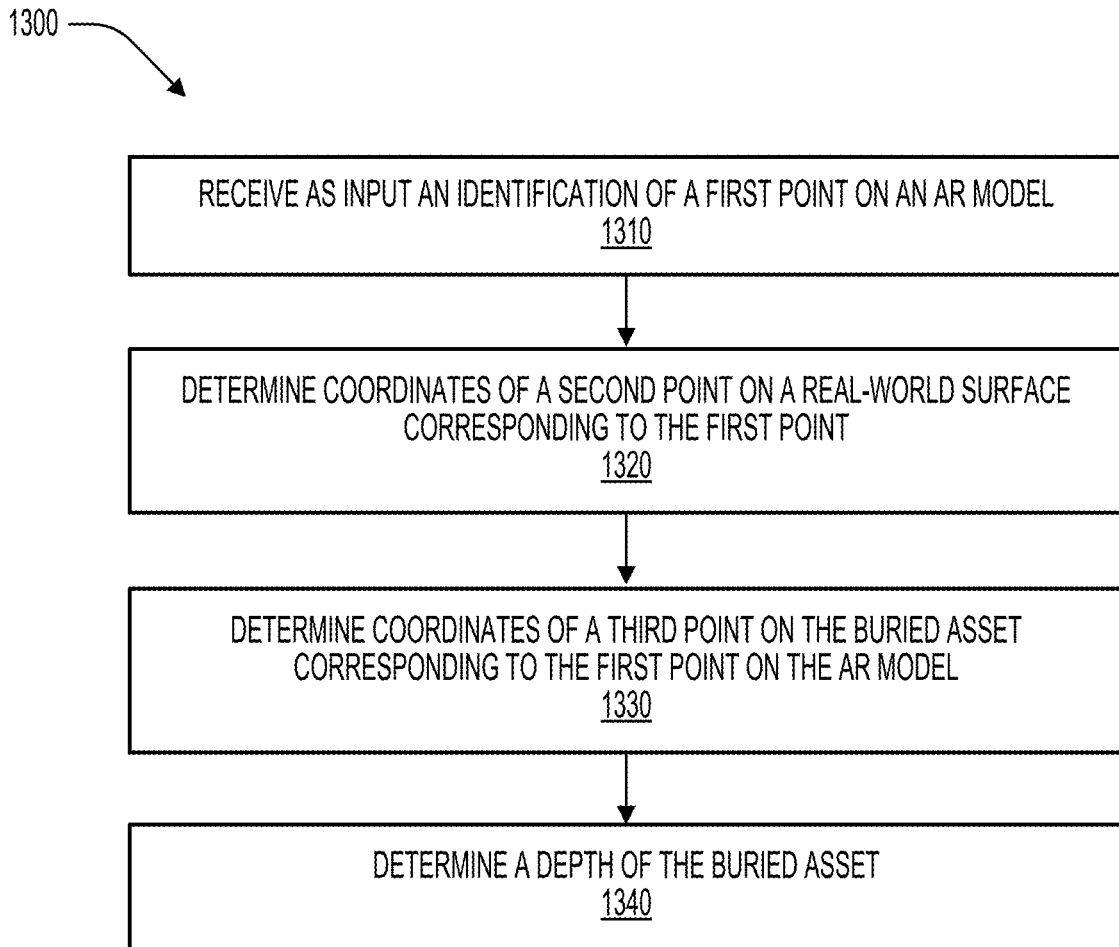 1300
RECEIVE AS INPUT AN IDENTIFICATION OF A FIRST POINT ON AN AR MODEL
1310
DETERMINE COORDINATES OF A SECOND POINT ON A REAL-WORLD SURFACE
CORRESPONDING TO THE FIRST POINT
1320
DETERMINE COORDINATES OF A THIRD POINT ON THE BURIED ASSET
CORRESPONDING TO THE FIRST POINT ON THE AR MODEL
1330
DETERMINE A DEPTH OF THE BURIED ASSET
1340